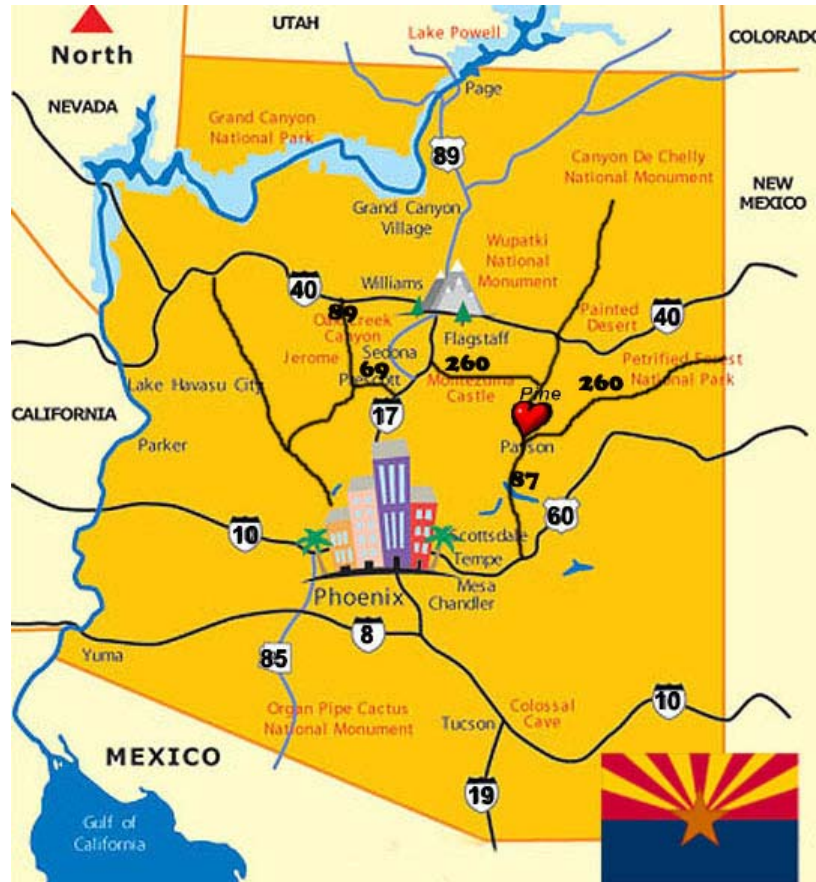 UTAH
Lake Powell
COLORADO
North
Page
NEVADA
Grand Canyon
National Park
89
Canyon De Chelly
National Monument
NEW
MEXICO
Grand Canyon
Village
Wupatki
National
Monument
Williams
40
89
Oak Creek
Canyon
Flagstaff
Painted
Desert
40
Jerome
Sedona
260
Petrified Forest
National Park
69
Prescott
Montezuma
Castle
260
Lake Havasu City
Pine
CALIFORNIA
17
Parker
Payson
87
60
10
Scottsdale
Tempe
Mesa
Chandler
Phoenix
8
Yuma
85
Organ Pipe Cactus
National Monument
Colossal
Cave
10
Tucson
MEXICO
19
Gulf of
California